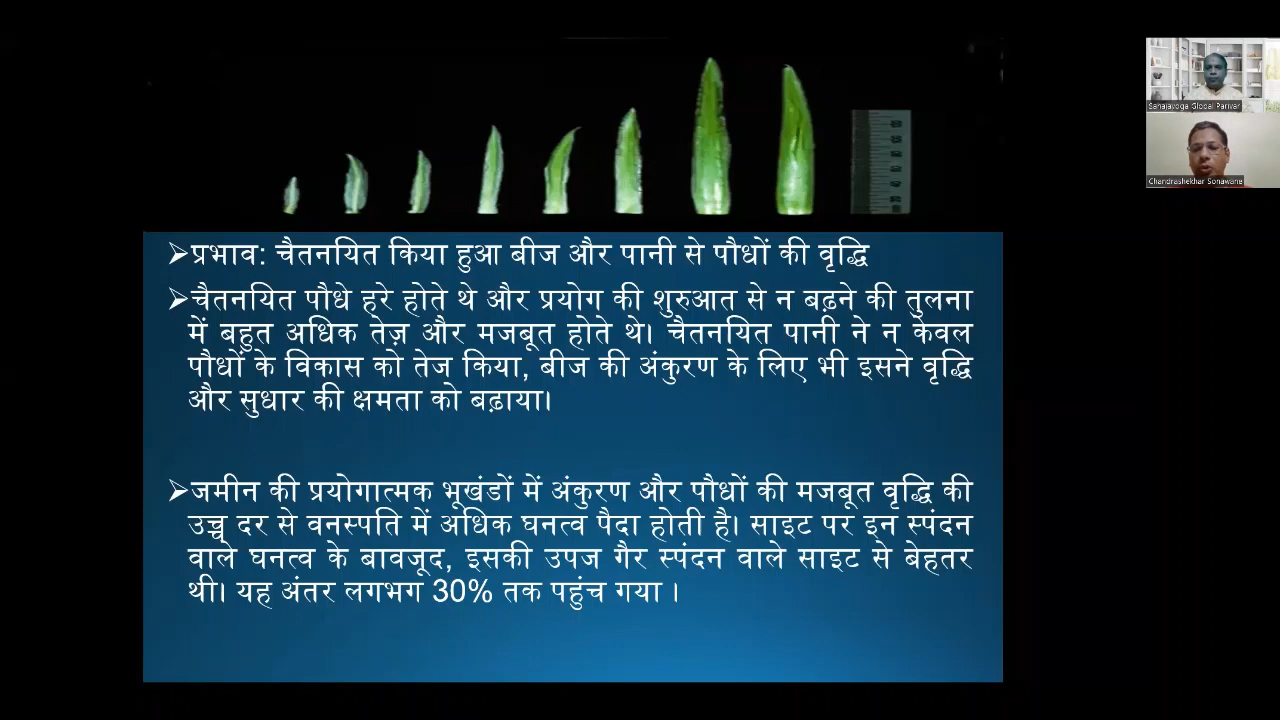 Sahajayoga Global Parivar
Chandrashekhar Sonawane
➢प्रभाव: चैतनयित किया हुआ बीज और पानी से पौधों की वृद्धि
➢चैतनयित पौधे हरे होते थे और प्रयोग की शुरुआत से न बढ़ने की तुलना
में बहुत अधिक तेज़ और मजबूत होते थे। चैतनयित पानी ने न केवल
पौधों के विकास को तेज किया, बीज की अंकुरण के लिए भी इसने वृद्धि
और सुधार की क्षमता को बढ़ाया।
➢जमीन की प्रयोगात्मक भूखंडों में अंकुरण और पौधों की मजबूत वृद्धि की
उच्च दर से वनस्पति में अधिक घनत्व पैदा होती है। साइट पर इन स्पंदन
वाले घनत्व के बावजूद, इसकी उपज गैर स्पंदन वाले साइट से बेहतर
थी। यह अंतर लगभग 30% तक पहुंच गया ।